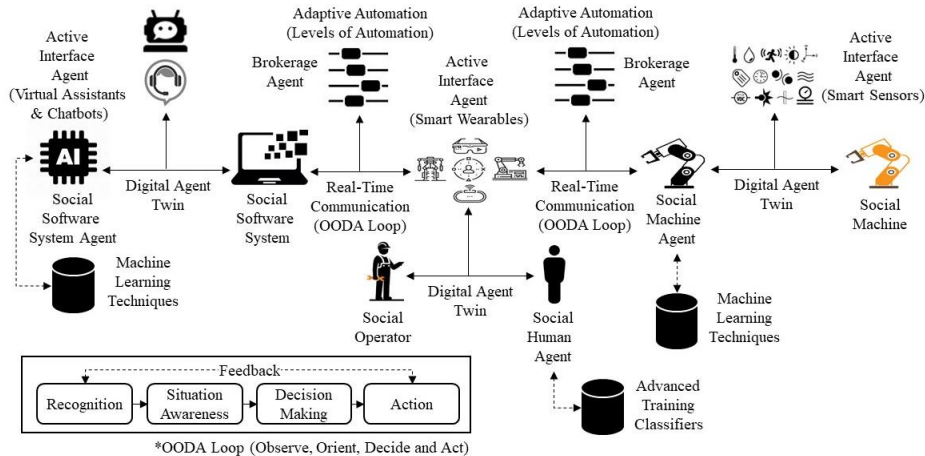 Active
Interface
Agent
(Virtual Assistants
& Chatbots)
Adaptive Automation
(Levels of Automation)
Brokerage
Agent
Active
Interface
Agent
(Smart Wearables)
Adaptive Automation
(Levels of Automation)
Brokerage
Agent
Active
Interface
Agent
(Smart Sensors)
AI
Social
Software
System Agent
Digital Agent
Twin
Social
Software
System
Real-Time
Communication
(OODA Loop)
Real-Time
Communication
(OODA Loop)
Social
Machine
Agent
Digital Agent
Twin
Social
Machine
Machine
Learning
Techniques
Social
Operator
Digital Agent
Twin
Social
Human
Agent
Machine
Learning
Techniques
Advanced
Training
Classifiers
Feedback
Recognition
Situation
Awareness
Decision
Making
Action
*OODA Loop (Observe, Orient, Decide and Act)